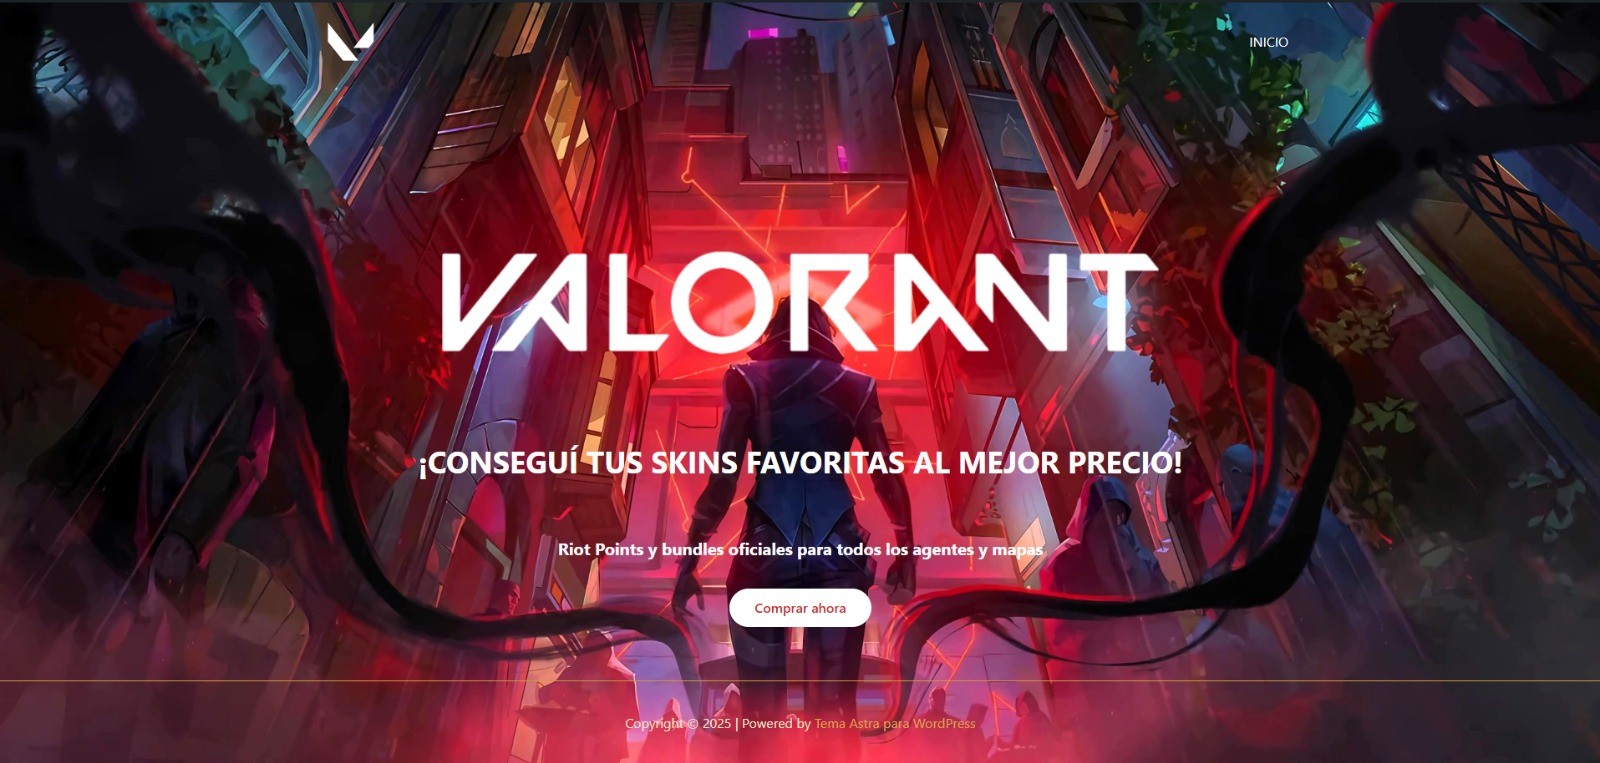 INICIO
VALORANT
¡CONSEGUÍ TUS SKINS FAVORITAS AL MEJOR PRECIO!
Riot Points y bundles oficiales para todos los agentes y mapas
Comprar ahora
Copyright © 2025 | Powered by Tema Astra para WordPress